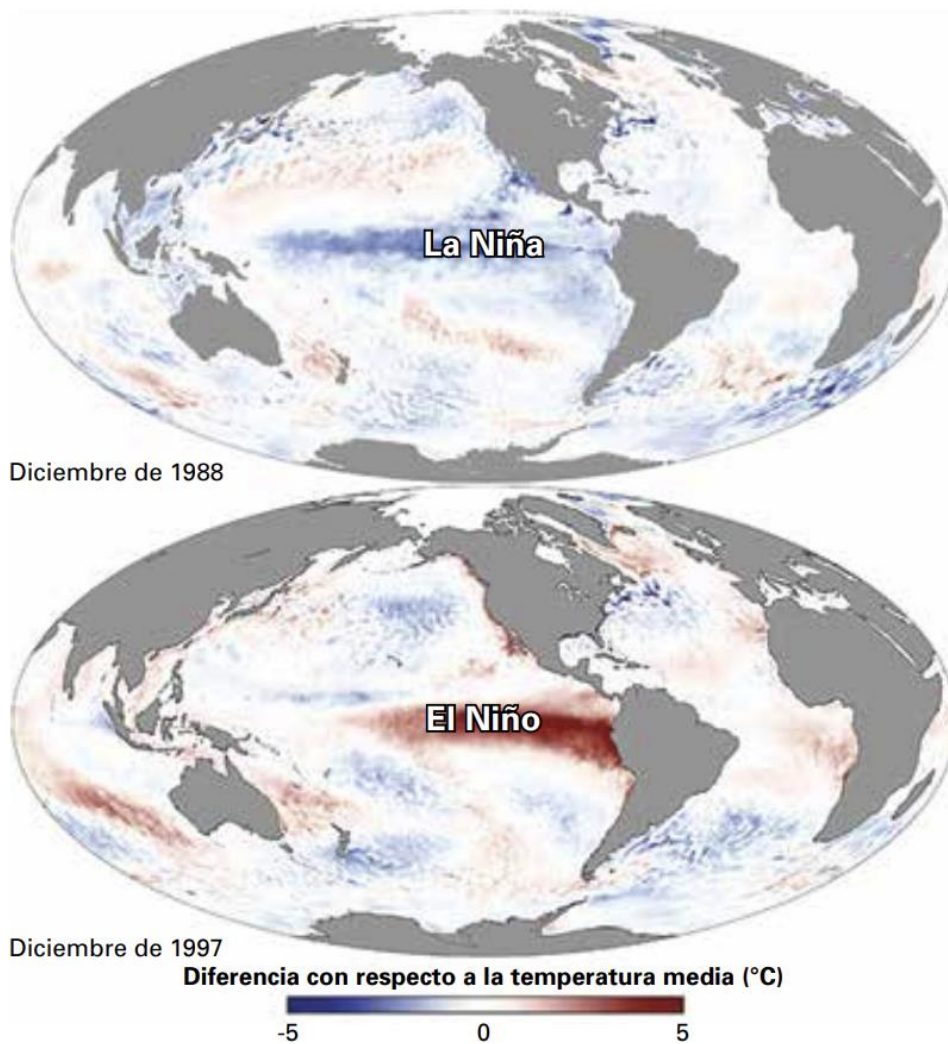 La Niña
Diciembre de 1988
El Niño
Diciembre de 1997
Diferencia con respecto a la temperatura media (°C)
-5 0 5